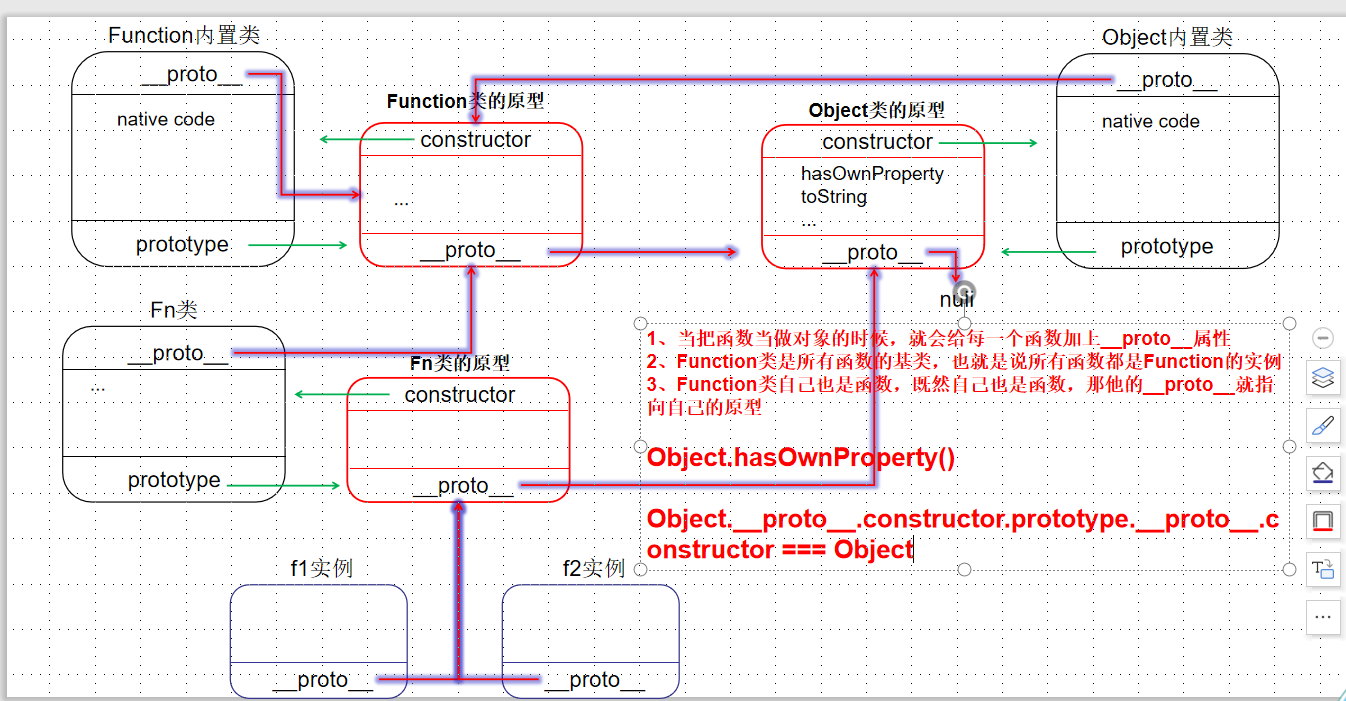 Function内置类
Object内置类
__proto__
__proto__
Function类的原型
Object类的原型
native code
native code
constructor
constructor
hasOwnProperty
toString
...
...
prototype
__proto__
__proto__
prototype
Fn类
null
__proto__
Fn类的原型
...
constructor
prototype
__proto__
1、当把函数当做对象的时候，就会给每一个函数加上__proto__属性
2、Function类是所有函数的基类，也就是说所有函数都是Function的实例
3、Function类自己也是函数，既然自己也是函数，那他的__proto__就指
向自己的原型
Object.hasOwnProperty()
Object.__proto__.constructor.prototype.__proto__.c
onstructor === Object
f1实例
f2实例
__proto__
__proto__